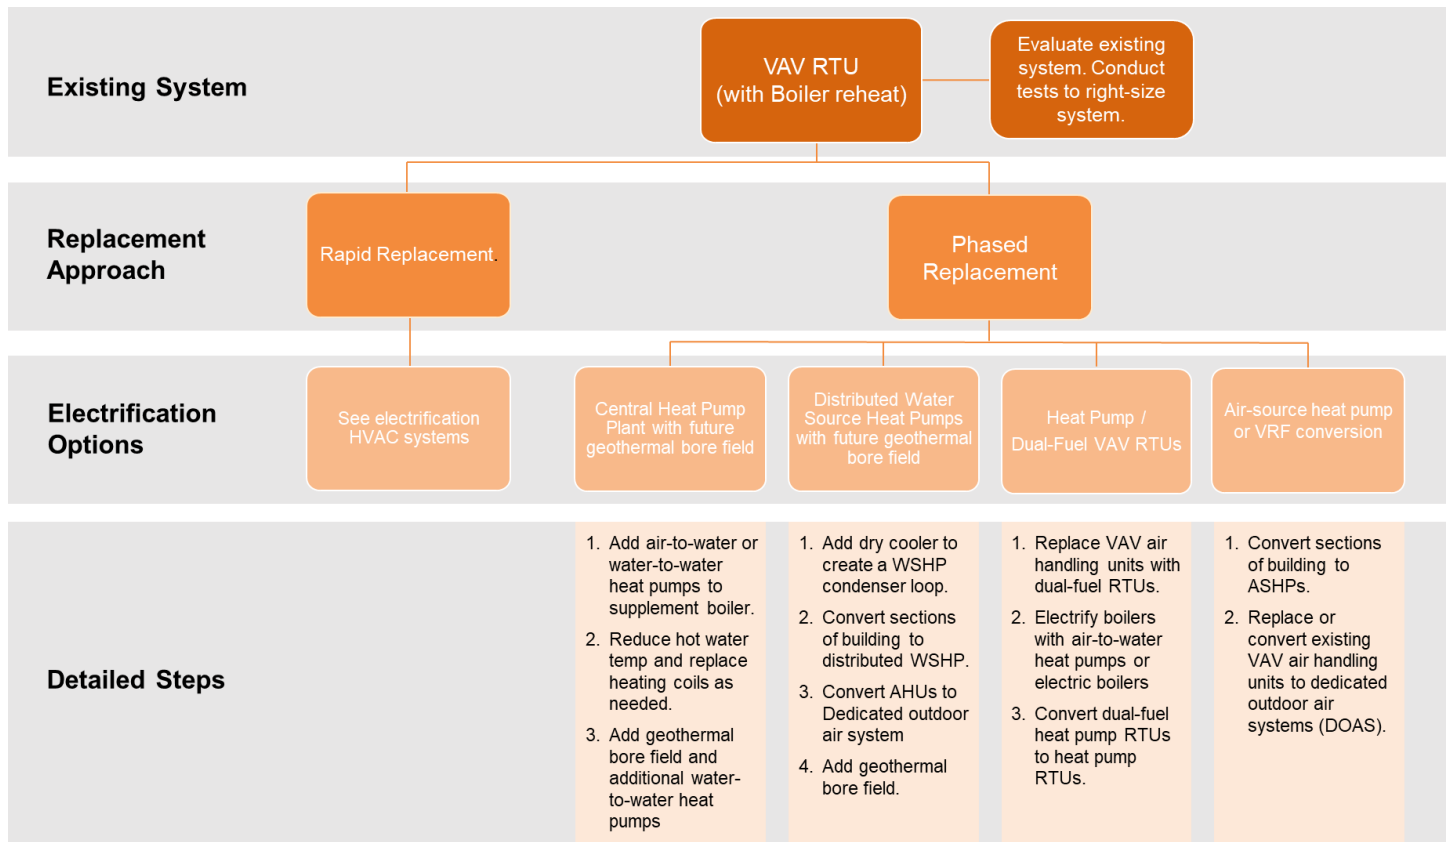 Existing System
VAV RTU
(with Boiler reheat)
Evaluate existing
system. Conduct
tests to right-size
system.
Replacement
Approach
Rapid Replacement.
Phased
Replacement
Electrification
Options
See electrification
HVAC systems
Central Heat Pump
Plant with future
geothermal bore field
Distributed Water
Source Heat Pumps
with future geothermal
bore field
Heat Pump /
Dual-Fuel VAV RTUs
Air-source heat pump
or VRF conversion
Detailed Steps
1. Add air-to-water or
water-to-water
heat pumps to
supplement boiler.
2. Reduce hot water
temp and replace
heating coils as
needed.
3. Add geothermal
bore field and
additional water-
to-water heat
pumps
1. Add dry cooler to
create a WSHP
condenser loop.
2. Convert sections
of building to
distributed WSHP.
3. Convert AHUs to
Dedicated outdoor
air system
4. Add geothermal
bore field.
1. Replace VAV air
handling units with
dual-fuel RTUs.
2. Electrify boilers
with air-to-water
heat pumps or
electric boilers
3. Convert dual-fuel
heat pump RTUs
to heat pump
RTUs.
1. Convert sections
of building to
ASHPs.
2. Replace or
convert existing
VAV air handling
units to dedicated
outdoor air
systems (DOAS).